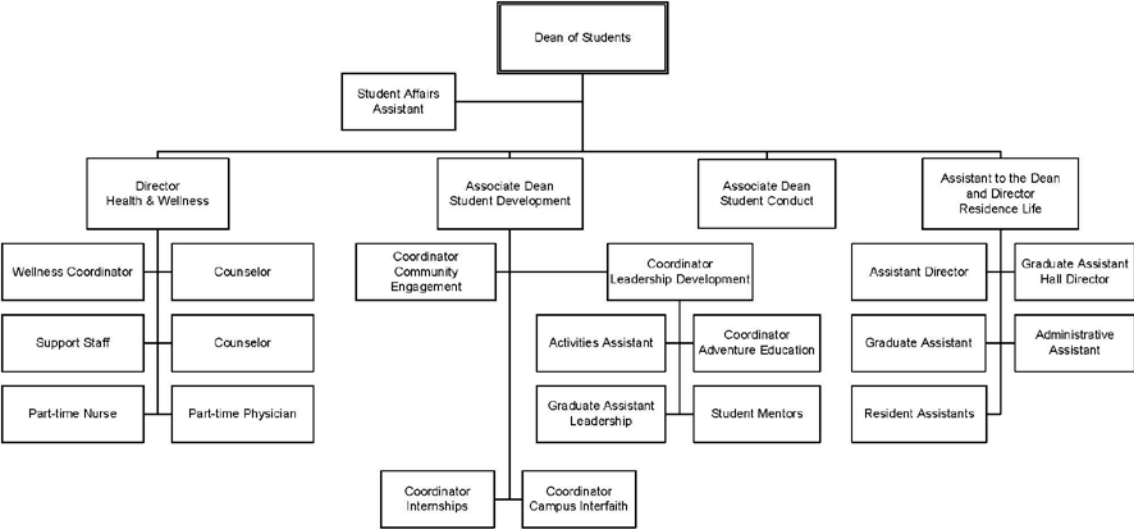 Dean of Students
Student Affairs
Assistant
Director
Health & Wellness
Associate Dean
Student Development
Associate Dean
Student Conduct
Assistant to the Dean
and Director
Residence Life
Wellness Coordinator
Counselor
Coordinator
Community
Engagement
Coordinator
Leadership Development
Assistant Director
Graduate Assistant
Hall Director
Support Staff
Counselor
Activities Assistant
Coordinator
Adventure Education
Graduate Assistant
Administrative
Assistant
Part-time Nurse
Part-time Physician
Graduate Assistant
Leadership
Student Mentors
Resident Assistants
Coordinator
Internships
Coordinator
Campus Interfaith